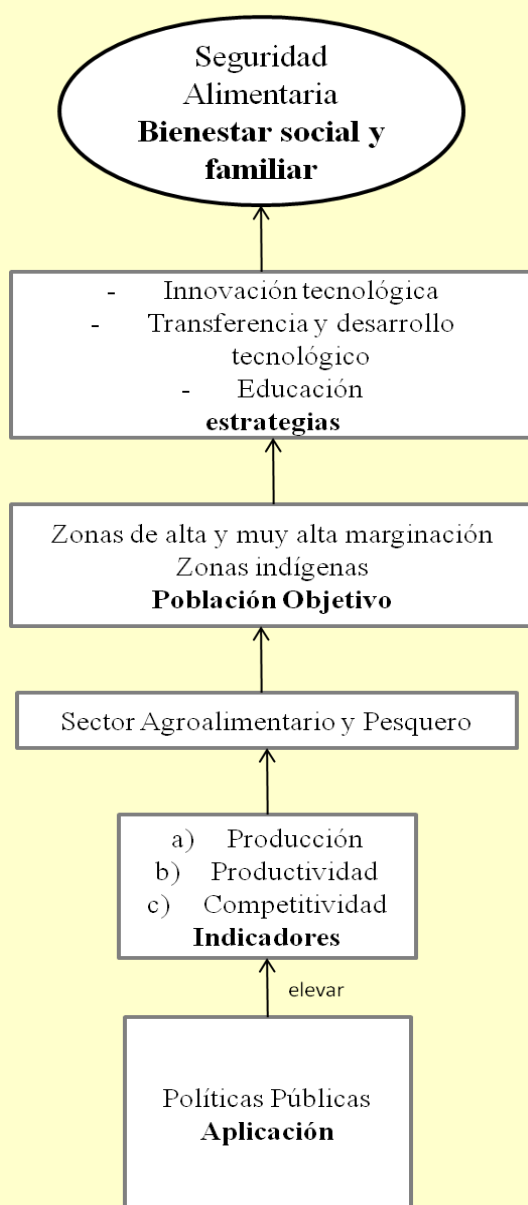 Seguridad
Alimentaria
Bienestar social y
familiar
- Innovación tecnológica
- Transferencia y desarrollo
tecnológico
- Educación
estrategias
Zonas de alta y muy alta marginación
Zonas indígenas
Población Objetivo
Sector Agroalimentario y Pesquero
a) Producción
b) Productividad
c) Competitividad
Indicadores
elevar
Políticas Públicas
Aplicación